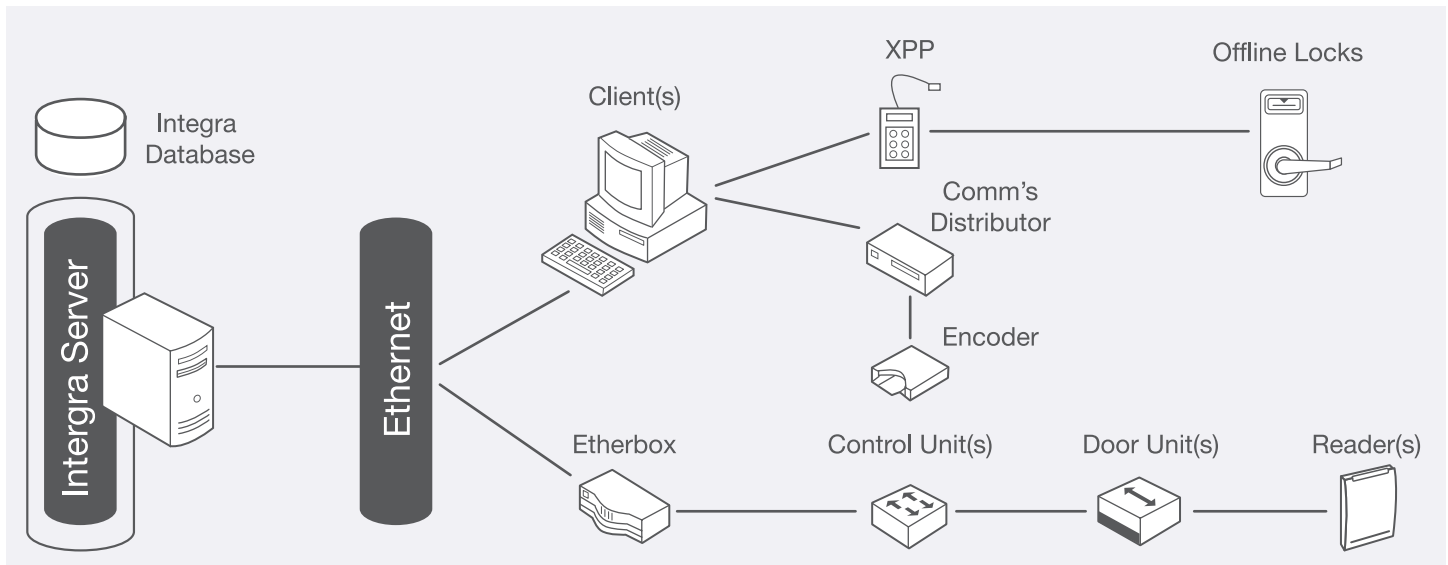 XPP
Offline Locks
Client(s)
Integra
Database
Comm's
Distributor
Intergra Server
Ethernet
Encoder
Etherbox
Control Unit(s)
Door Unit(s)
Reader(s)